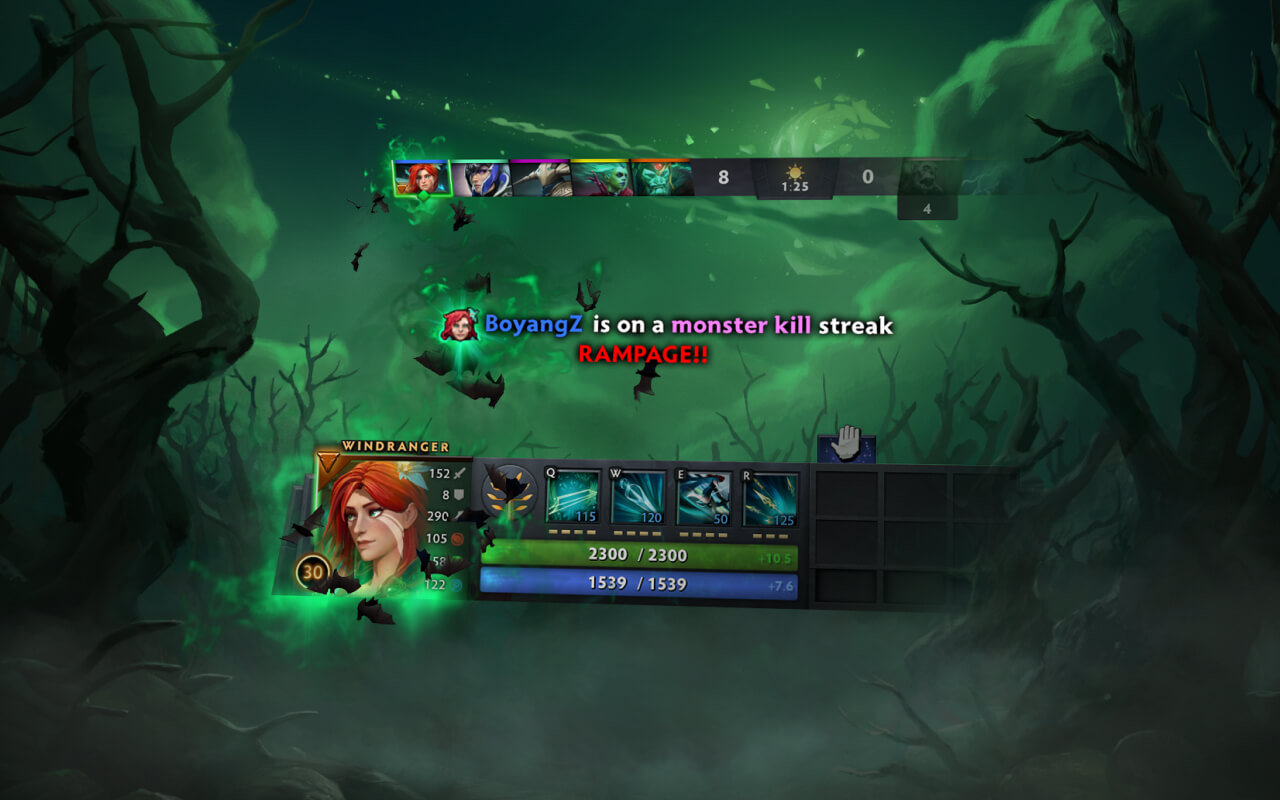 8
1:25
0
4
BoyangZ is on a monster kill streak
RAMPAGE!!
WINDRANGER
152
8
290
105
58
122
30
Q W E R
115 120 50 125
2300 / 2300
+10.5
1539 / 1539
+7.6